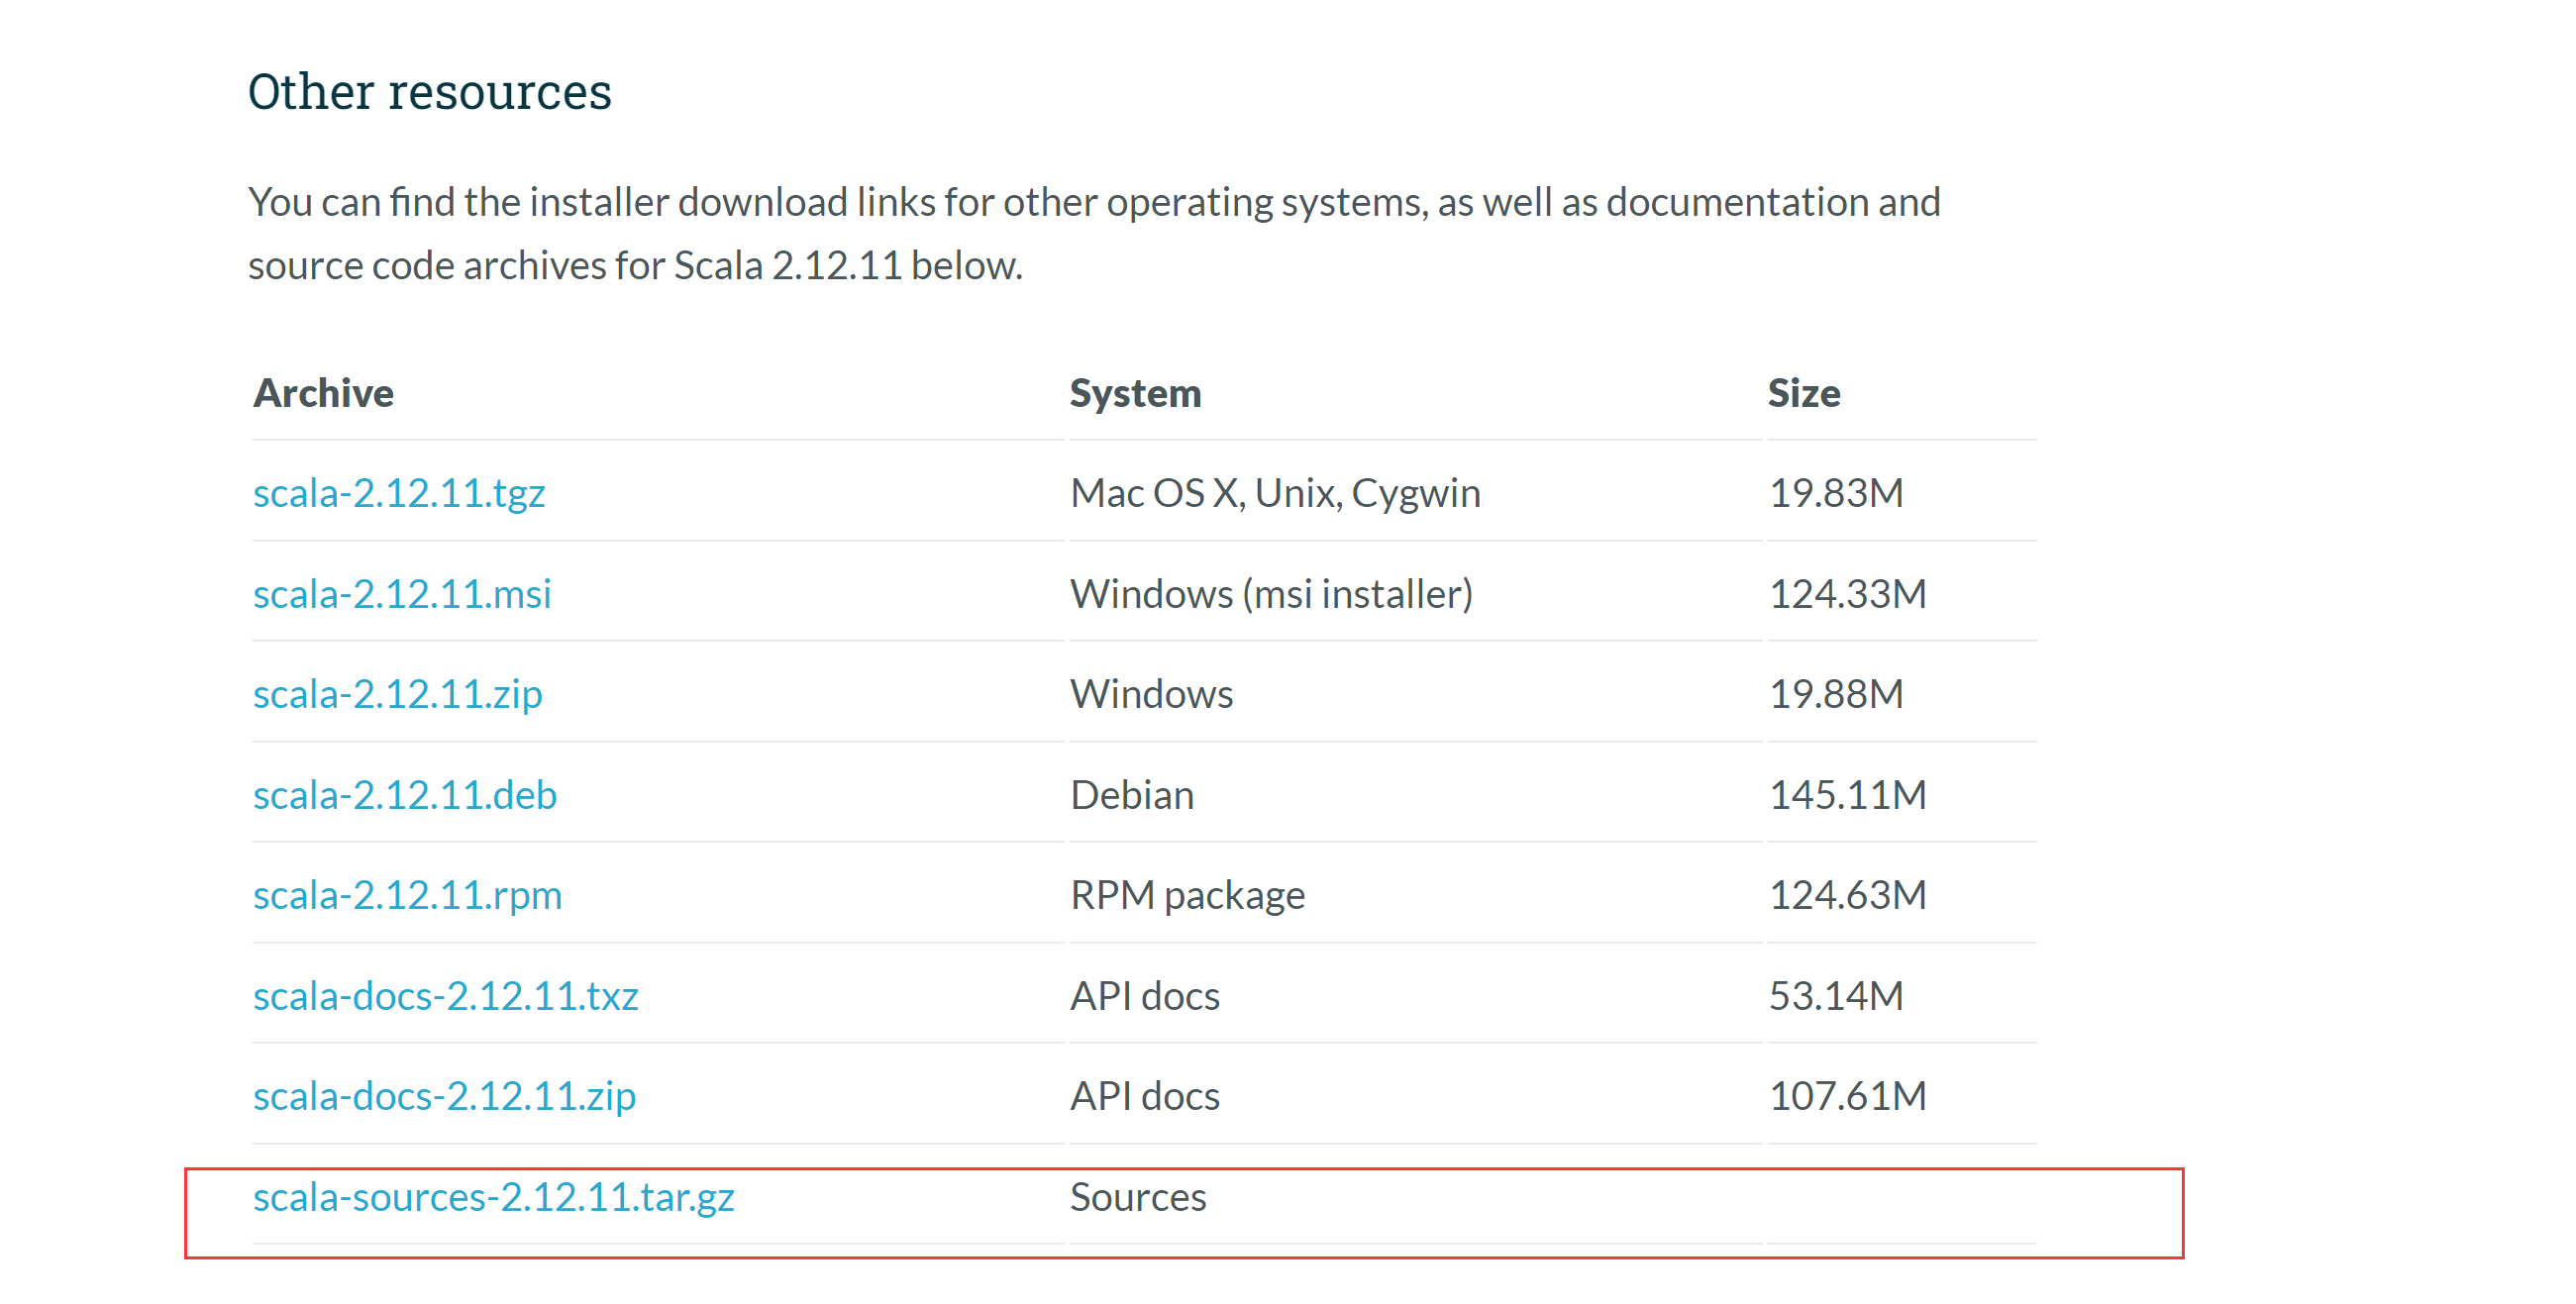 Other resources
You can find the installer download links for other operating systems, as well as documentation and
source code archives for Scala 2.12.11 below.
Archive System Size
scala-2.12.11.tgz Mac OS X, Unix, Cygwin 19.83M
scala-2.12.11.msi Windows (msi installer) 124.33M
scala-2.12.11.zip Windows 19.88M
scala-2.12.11.deb Debian 145.11M
scala-2.12.11.rpm RPM package 124.63M
scala-docs-2.12.11.txz API docs 53.14M
scala-docs-2.12.11.zip API docs 107.61M
scala-sources-2.12.11.tar.gz Sources